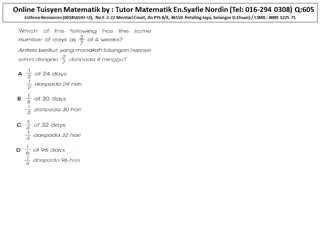 Online Tuisyen Matematik by : Tutor Matematik En.Syafie Nordin (Tel: 016-294 0308) Q;605
Which of the following has the same
number of days as 2/7 of 4 weeks?
Antara berikut yang manakah bilangan harinya
sama dengan 2/7 daripada 4 minggu?
A 1/2 of 24 days
1/2 daripada 24 hari
B 1/3 of 30 days
1/3 daripada 30 hari
C 1/4 of 32 days
1/4 daripada 32 hari
D 1/6 of 96 days
1/6 daripada 96 hari